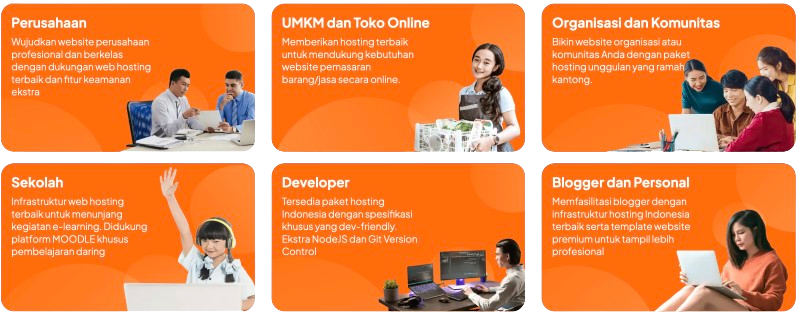 Perusahaan
Wujudkan website perusahaan
profesional dan berkelas
dengan dukungan web hosting
terbaik dan fitur keamanan
ekstra
UMKM dan Toko Online
Memberikan hosting terbaik
untuk mendukung kebutuhan
website pemasaran
barang/jasa secara online.
Organisasi dan Komunitas
Bikin website organisasi atau
komunitas Anda dengan paket
hosting unggulan yang ramah
kantong.
Sekolah
Infrastruktur web hosting
terbaik untuk menunjang
kegiatan e-learning. Didukung
platform MOODLE khusus
pembelajaran daring
Developer
Tersedia paket hosting
Indonesia dengan spesifikasi
khusus yang dev-friendly.
Ekstra NodeJS dan Git Version
Control
Blogger dan Personal
Memfasilitasi blogger dengan
infrastruktur hosting Indonesia
terbaik serta template website
premium untuk tampil lebih
profesional